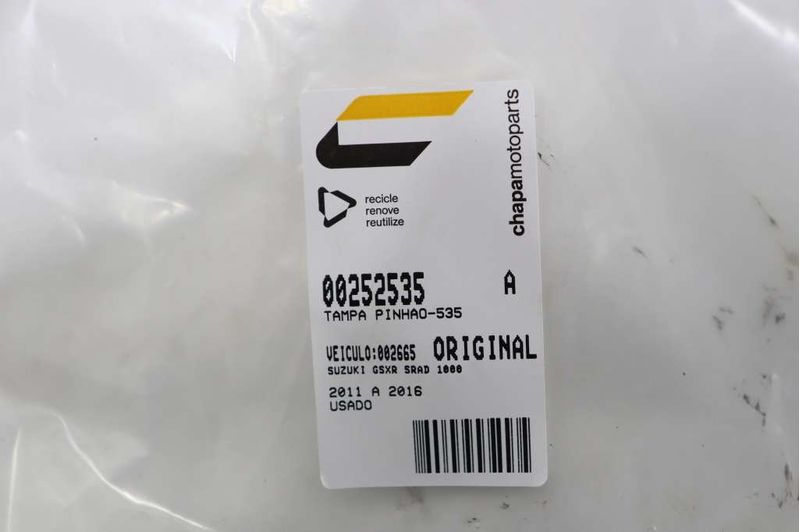 chapamotoparts
recicle
renove
reutilize
00252535 A
TAMPA PINHAO-535
VEICULO:002665 ORIGINAL
SUZUKI GSXR SRAD 1000
2011 A 2016
USADO